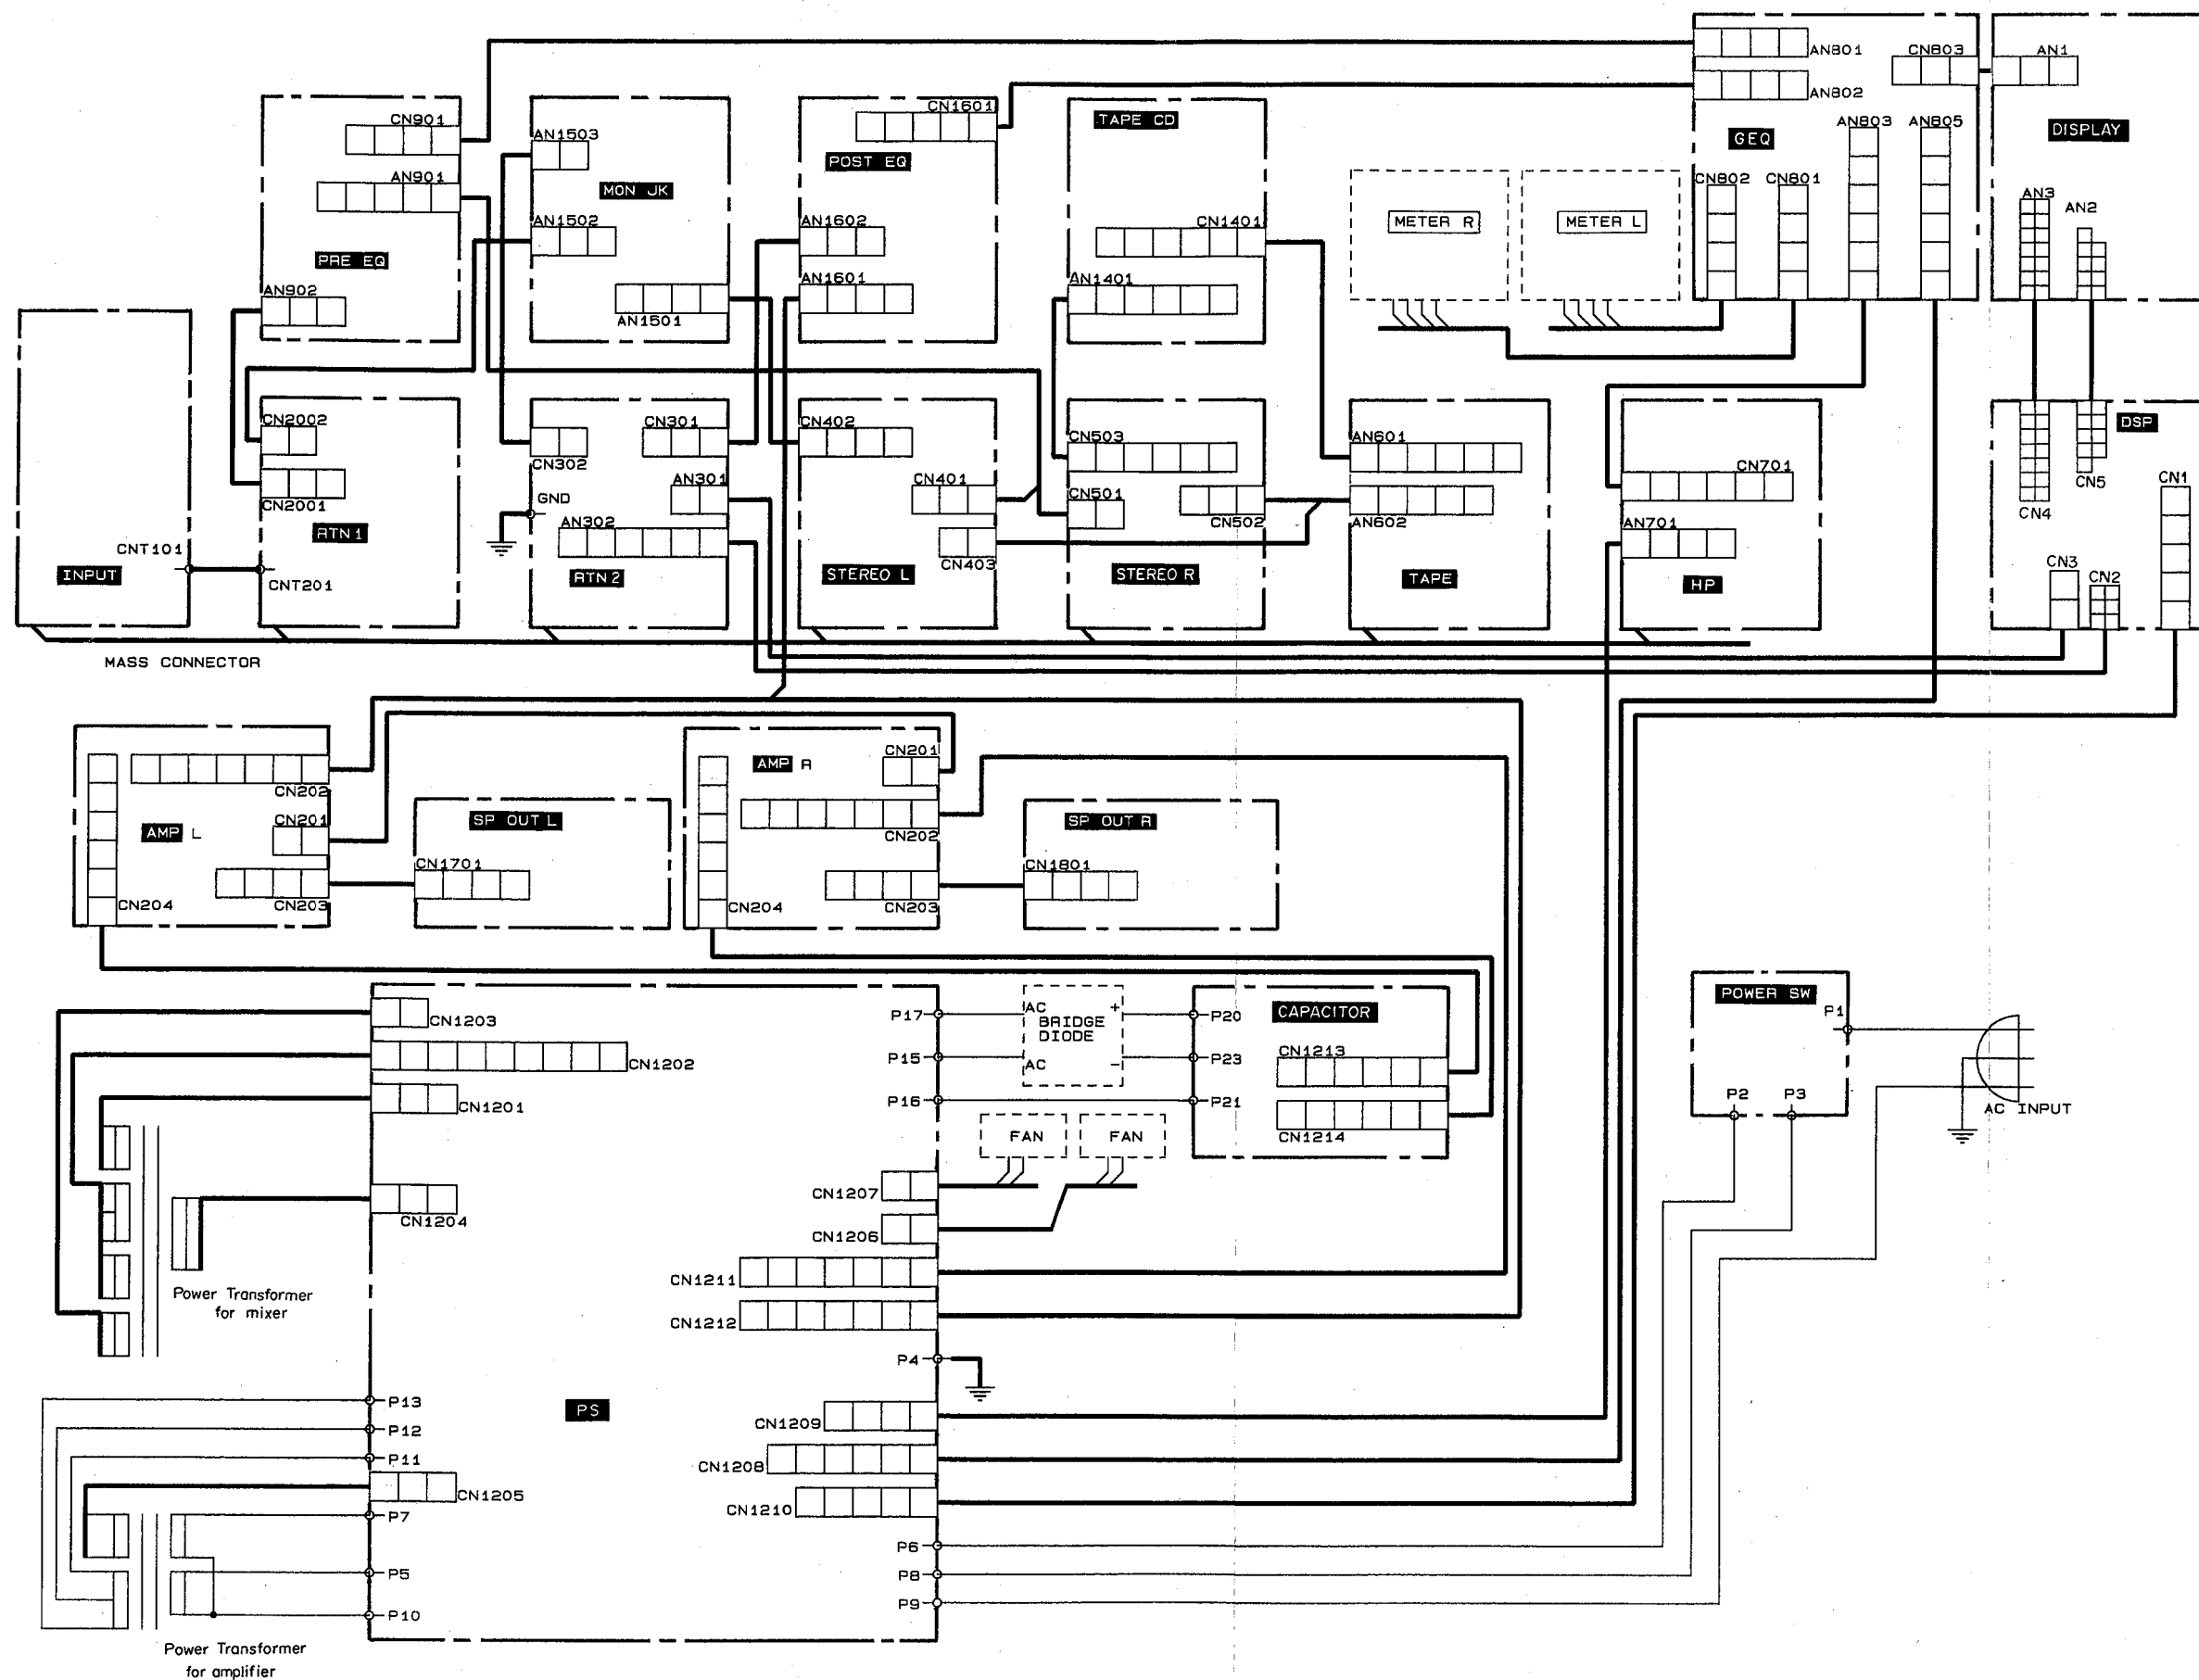 AN801
CN803
AN1
AN802
CN901
AN1503
CN1601
TAPE CD
AN803
AN805
DISPLAY
GEQ
POST EQ
AN901
MON JK
CN802
CN801
AN3
AN2
AN1502
AN1602
CN1401
METER R
METER L
PRE EQ
AN902
AN1501
AN1601
AN1401
CN2002
CN301
CN402
CN503
AN601
CN701
DSP
CN302
CN2001
GND
AN301
CN401
CN501
CN502
AN602
CN5
CN1
CN4
AN302
AN701
RTN1
CNT101
CN403
CN3
CN2
INPUT
CNT201
RTN2
STEREO L
STEREO R
TAPE
HP
MASS CONNECTOR
CN201
AMP R
CN202
CN201
AMP L
SP OUT L
CN202
SP OUT R
CN1701
CN1801
CN204
CN203
CN204
CN203
POWER SW
P1
CN1203
P17
AC
+
BRIDGE
DIODE
P20
CAPACITOR
CN1202
P15
AC
−
P23
CN1213
CN1201
P16
P21
P2
P3
AC INPUT
FAN
FAN
CN1214
CN1207
CN1204
CN1206
CN1211
Power Transformer
for mixer
CN1212
P4
P13
PS
P12
CN1209
P11
CN1208
CN1205
CN1210
P7
P6
P5
P8
P9
P10
Power Transformer
for amplifier